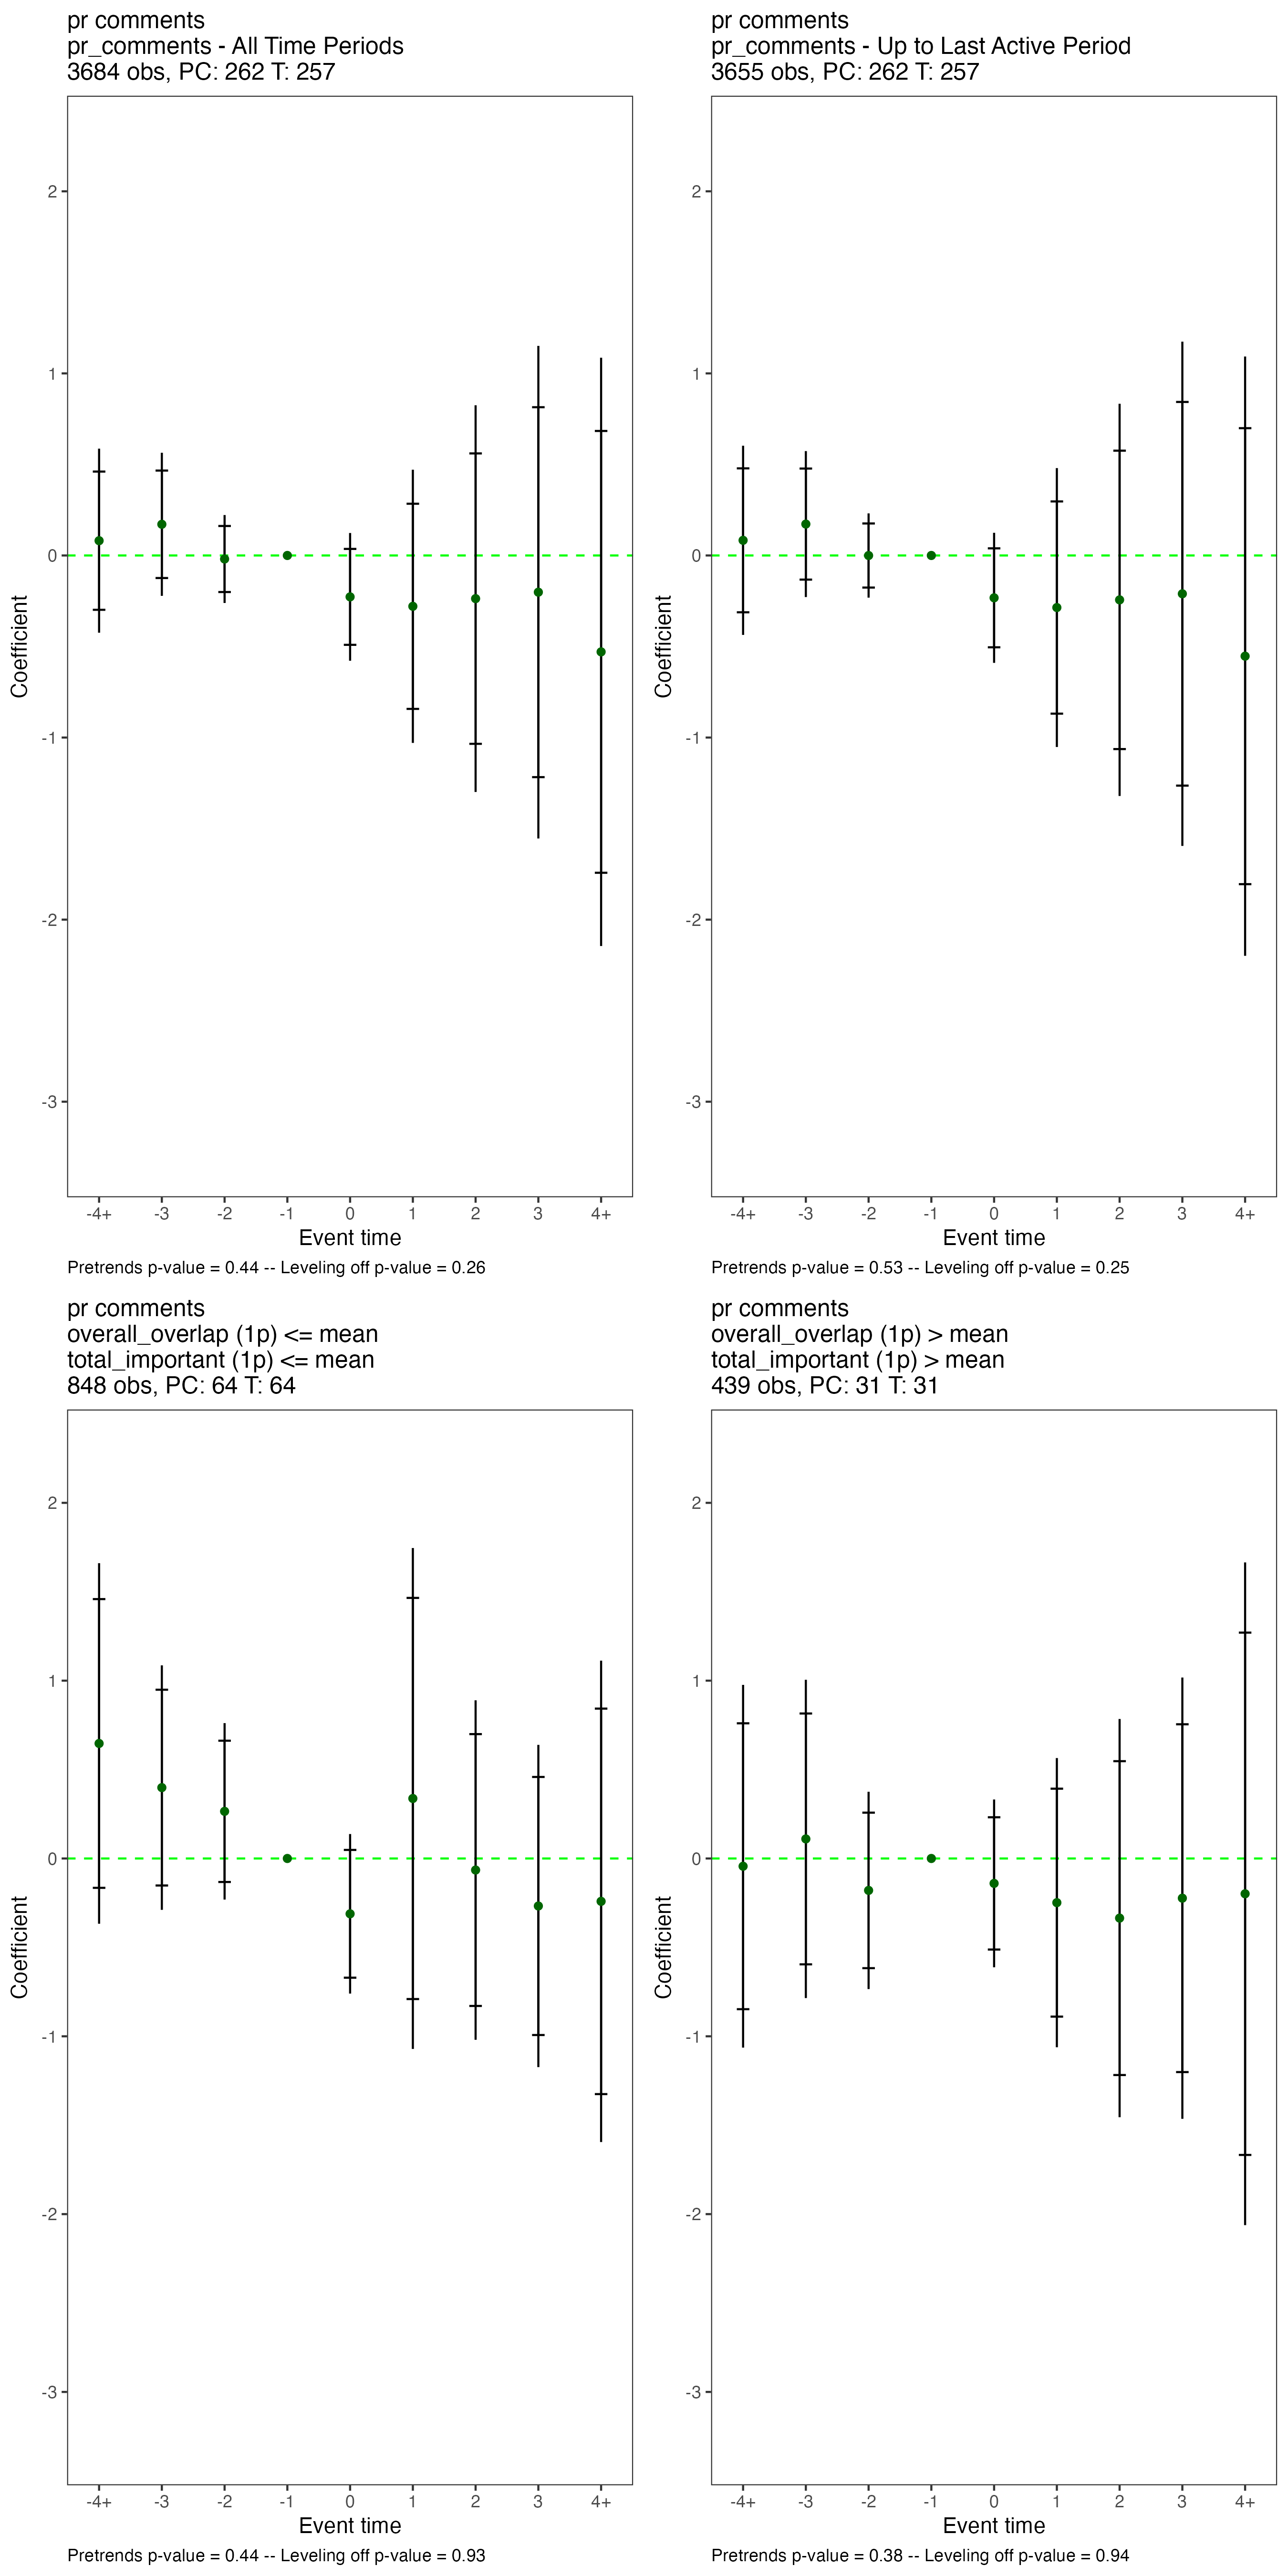 pr comments
pr_comments - All Time Periods
3684 obs, PC: 262 T: 257
2
1
0
-1
-2
-3
Coefficient
-4+ -3 -2 -1 0 1 2 3 4+
Event time
Pretrends p-value = 0.44 -- Leveling off p-value = 0.26
pr comments
pr_comments - Up to Last Active Period
3655 obs, PC: 262 T: 257
2
1
0
-1
-2
-3
Coefficient
-4+ -3 -2 -1 0 1 2 3 4+
Event time
Pretrends p-value = 0.53 -- Leveling off p-value = 0.25
pr comments
overall_overlap (1p) <= mean
total_important (1p) <= mean
848 obs, PC: 64 T: 64
2
1
0
-1
-2
-3
Coefficient
-4+ -3 -2 -1 0 1 2 3 4+
Event time
Pretrends p-value = 0.44 -- Leveling off p-value = 0.93
pr comments
overall_overlap (1p) > mean
total_important (1p) > mean
439 obs, PC: 31 T: 31
2
1
0
-1
-2
-3
Coefficient
-4+ -3 -2 -1 0 1 2 3 4+
Event time
Pretrends p-value = 0.38 -- Leveling off p-value = 0.94